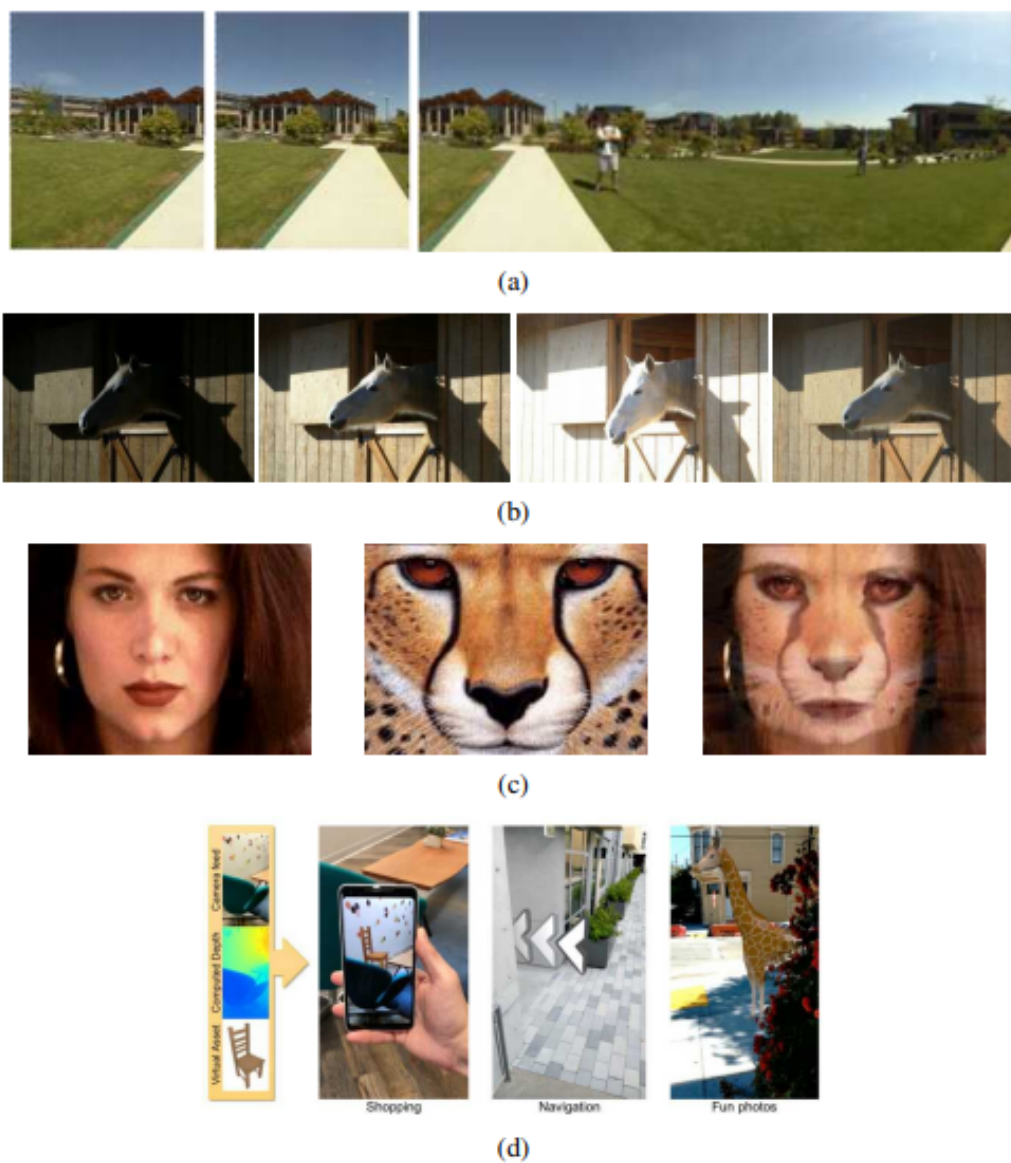 (a)
(b)
(c)
Camera feed
Computed Depth
Virtual Asset
Shopping
Navigation
Fun photos
(d)